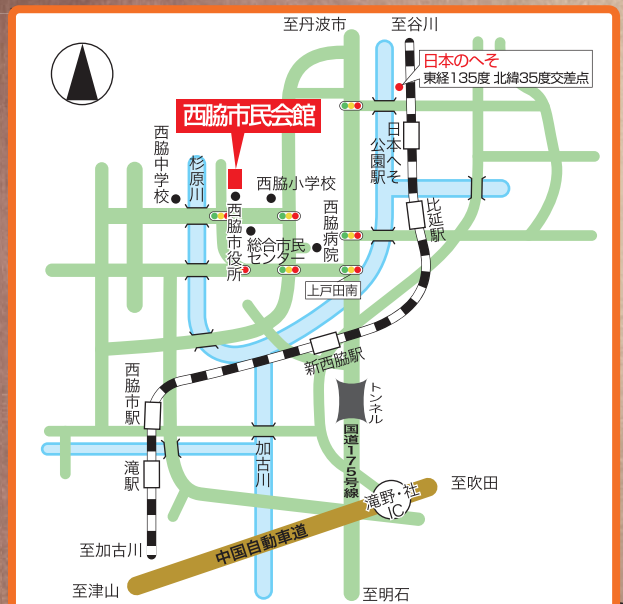 至丹波市
至谷川
日本のへそ
東経135度 北緯35度交差点
西脇市民会館
日本へそ
公園駅
西脇中学校
杉原川
西脇小学校
西脇市役所
総合市民
センター
西脇病院
比延駅
上戸田南
新西脇駅
西脇市駅
トンネル
国道175号線
加古川
滝駅
滝野・社
IC
至吹田
中国自動車道
至加古川
至津山
至明石